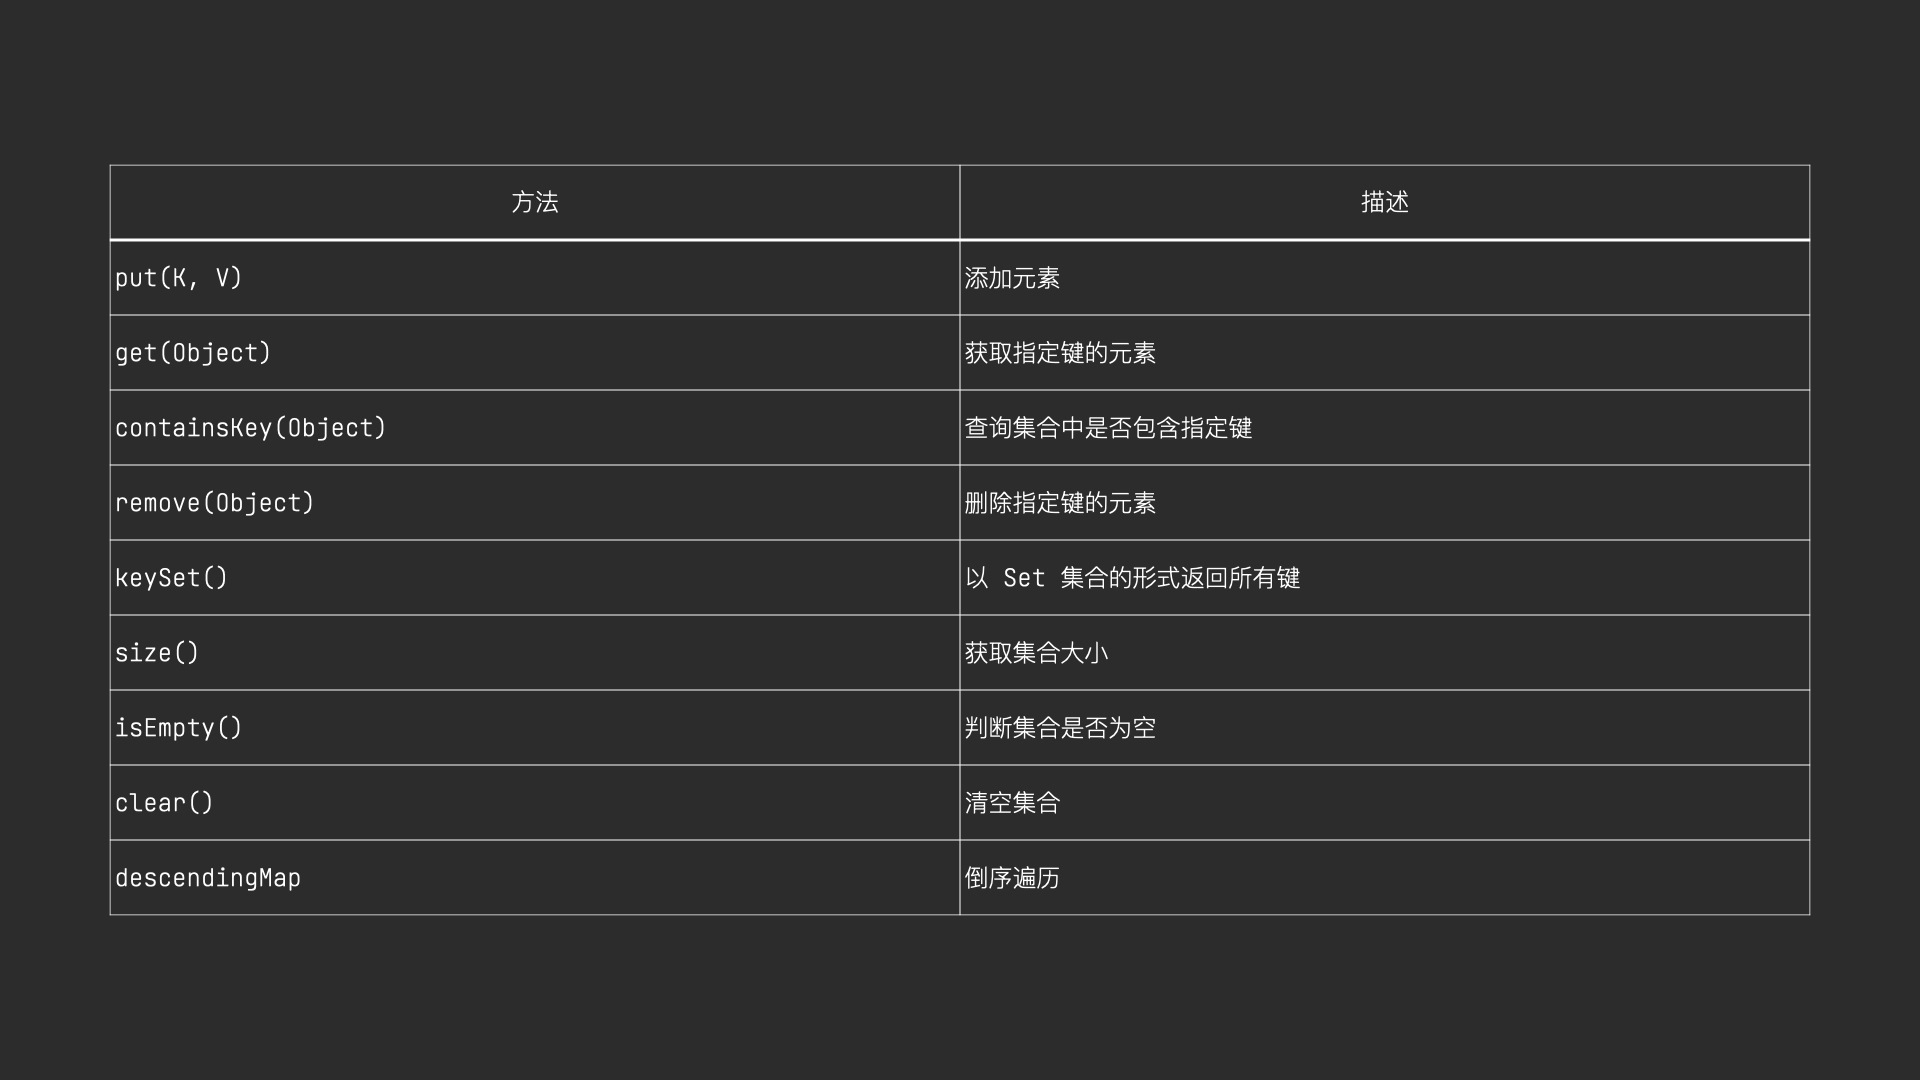 方法 描述
put(K, V) 添加元素
get(Object) 获取指定键的元素
containsKey(Object) 查询集合中是否包含指定键
remove(Object) 删除指定键的元素
keySet() 以 Set 集合的形式返回所有键
size() 获取集合大小
isEmpty() 判断集合是否为空
clear() 清空集合
descendingMap 倒序遍历